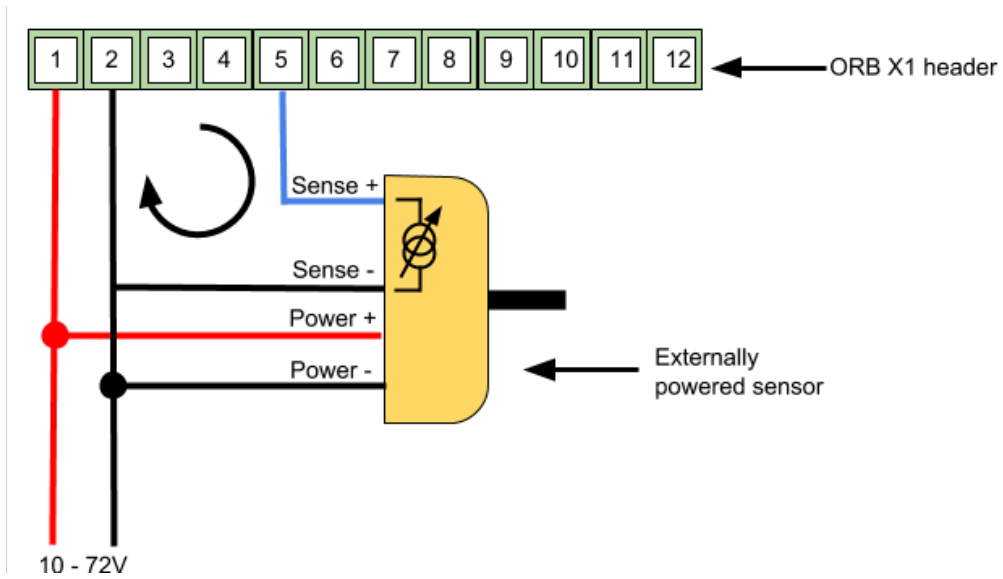 1 2 3 4 5 6 7 8 9 10 11 12
ORB X1 header
Sense +
Sense -
Power +
Power -
Externally
powered sensor
10 - 72V